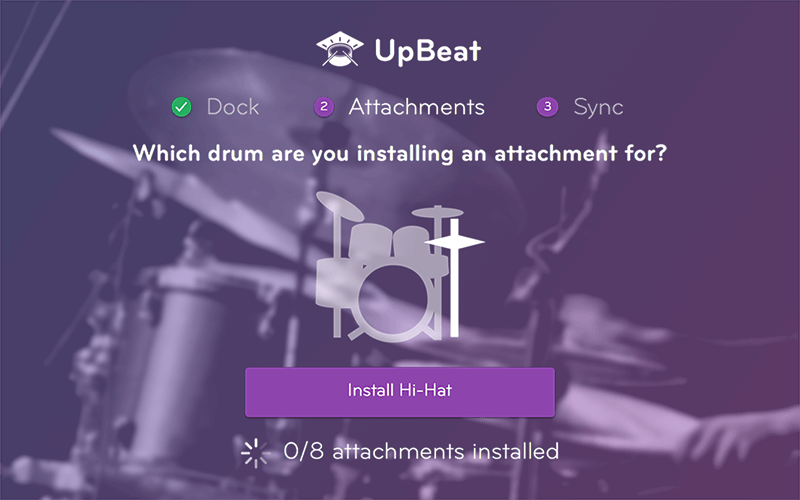 UpBeat
Dock 2 Attachments 3 Sync
Which drum are you installing an attachment for?
Install Hi-Hat
0/8 attachments installed